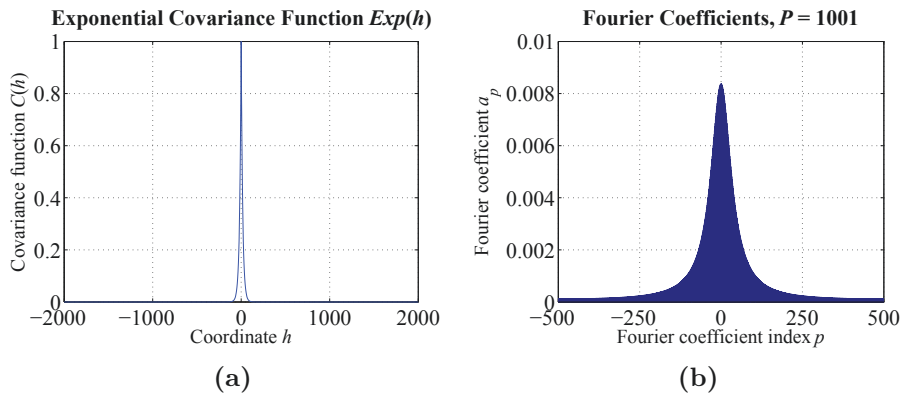 Exponential Covariance Function Exp(h)
Covariance function C(h)
1
0.8
0.6
0.4
0.2
0
−2000 −1000 0 1000 2000
Coordinate h
(a)
Fourier Coefficients, P = 1001
Fourier coefficient a_p
0.01
0.008
0.006
0.004
0.002
0
−500 −250 0 250 500
Fourier coefficient index p
(b)